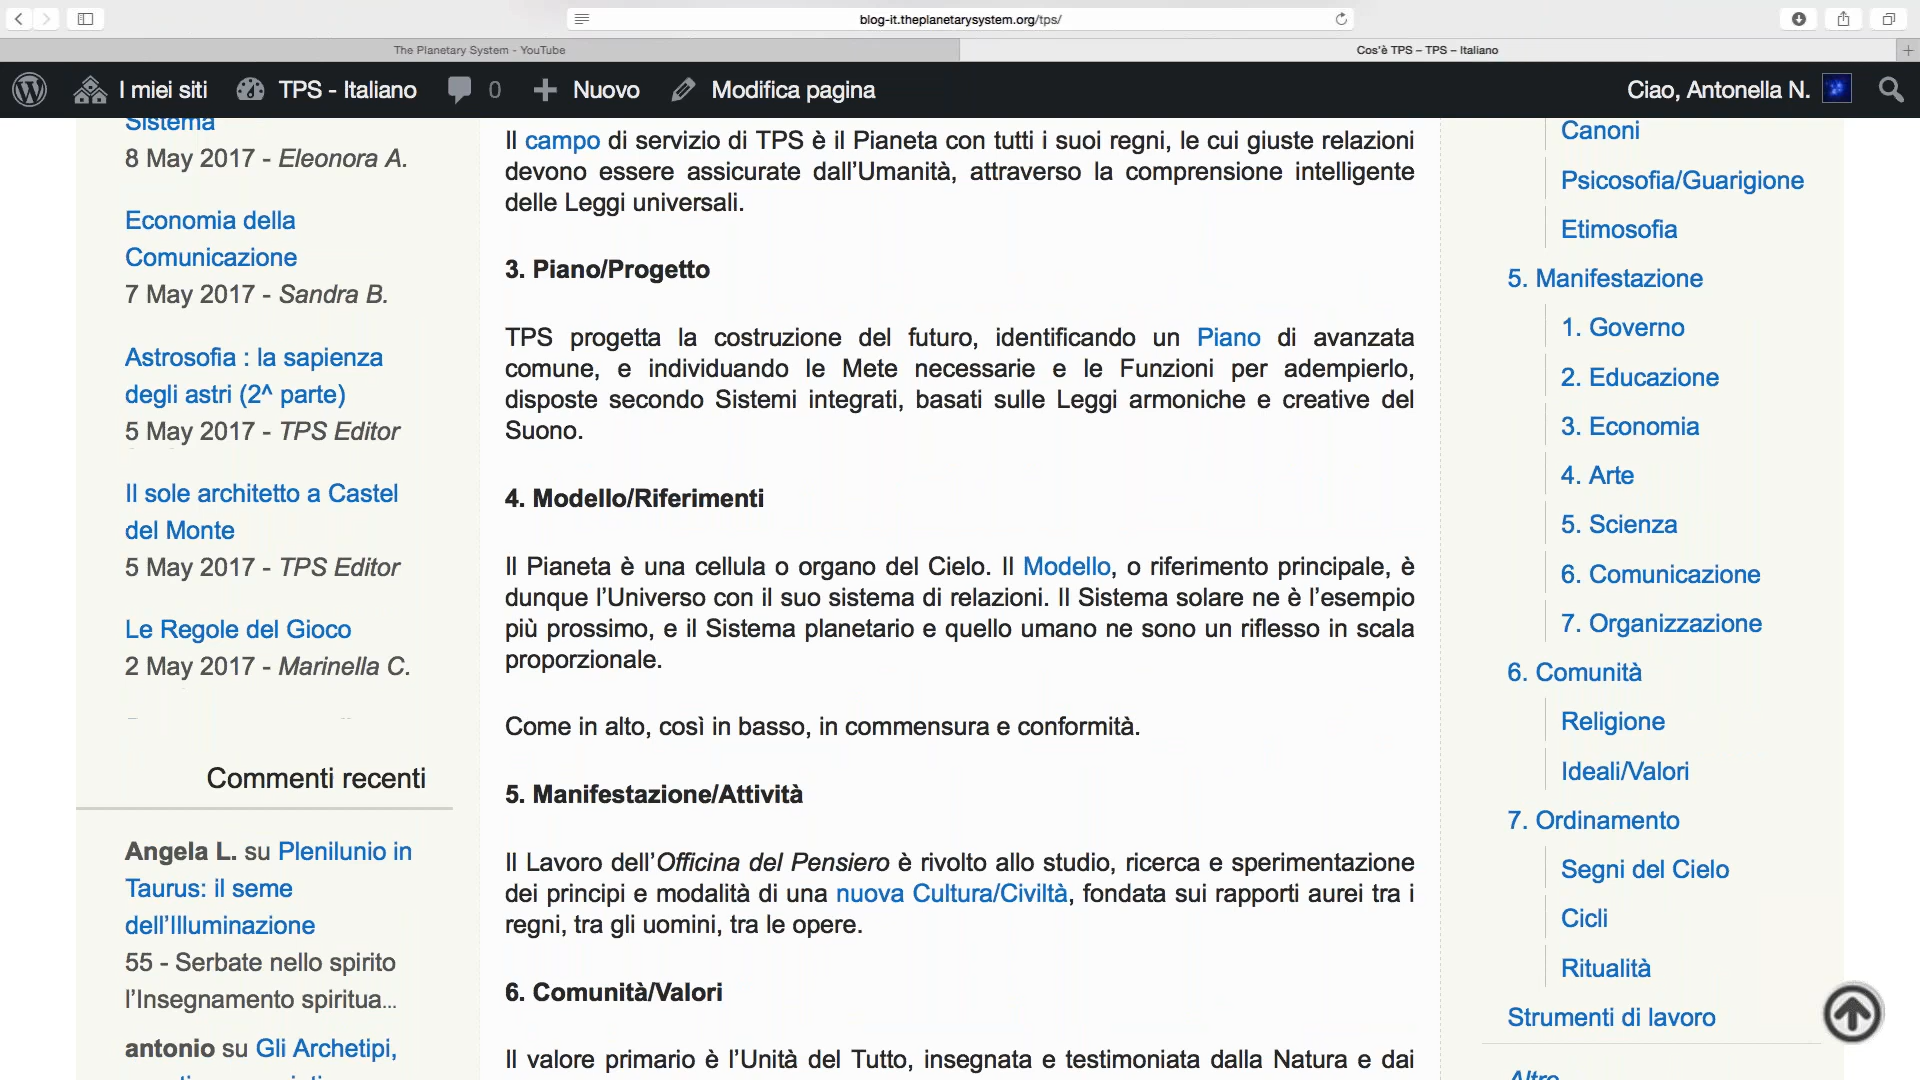 blog-it.theplanetarysystem.org/tps/
The Planetary System - YouTube
Cos'è TPS – TPS – Italiano
I miei siti
TPS - Italiano
0
Nuovo
Modifica pagina
Ciao, Antonella N.
Sistema
8 May 2017 - Eleonora A.
Economia della
Comunicazione
7 May 2017 - Sandra B.
Astrosofia : la sapienza
degli astri (2^ parte)
5 May 2017 - TPS Editor
Il sole architetto a Castel
del Monte
5 May 2017 - TPS Editor
Le Regole del Gioco
2 May 2017 - Marinella C.
Commenti recenti
Angela L. su Plenilunio in
Taurus: il seme
dell'Illuminazione
55 - Serbate nello spirito
l'Insegnamento spiritua...
antonio su Gli Archetipi,
Il campo di servizio di TPS è il Pianeta con tutti i suoi regni, le cui giuste relazioni
devono essere assicurate dall'Umanità, attraverso la comprensione intelligente
delle Leggi universali.
3. Piano/Progetto
TPS progetta la costruzione del futuro, identificando un Piano di avanzata
comune, e individuando le Mete necessarie e le Funzioni per adempierlo,
disposte secondo Sistemi integrati, basati sulle Leggi armoniche e creative del
Suono.
4. Modello/Riferimenti
Il Pianeta è una cellula o organo del Cielo. Il Modello, o riferimento principale, è
dunque l'Universo con il suo sistema di relazioni. Il Sistema solare ne è l'esempio
più prossimo, e il Sistema planetario e quello umano ne sono un riflesso in scala
proporzionale.
Come in alto, così in basso, in commensura e conformità.
5. Manifestazione/Attività
Il Lavoro dell'Officina del Pensiero è rivolto allo studio, ricerca e sperimentazione
dei principi e modalità di una nuova Cultura/Civiltà, fondata sui rapporti aurei tra i
regni, tra gli uomini, tra le opere.
6. Comunità/Valori
Il valore primario è l'Unità del Tutto, insegnata e testimoniata dalla Natura e dai
Canoni
Psicosofia/Guarigione
Etimosofia
5. Manifestazione
1. Governo
2. Educazione
3. Economia
4. Arte
5. Scienza
6. Comunicazione
7. Organizzazione
6. Comunità
Religione
Ideali/Valori
7. Ordinamento
Segni del Cielo
Cicli
Ritualità
Strumenti di lavoro
Altro